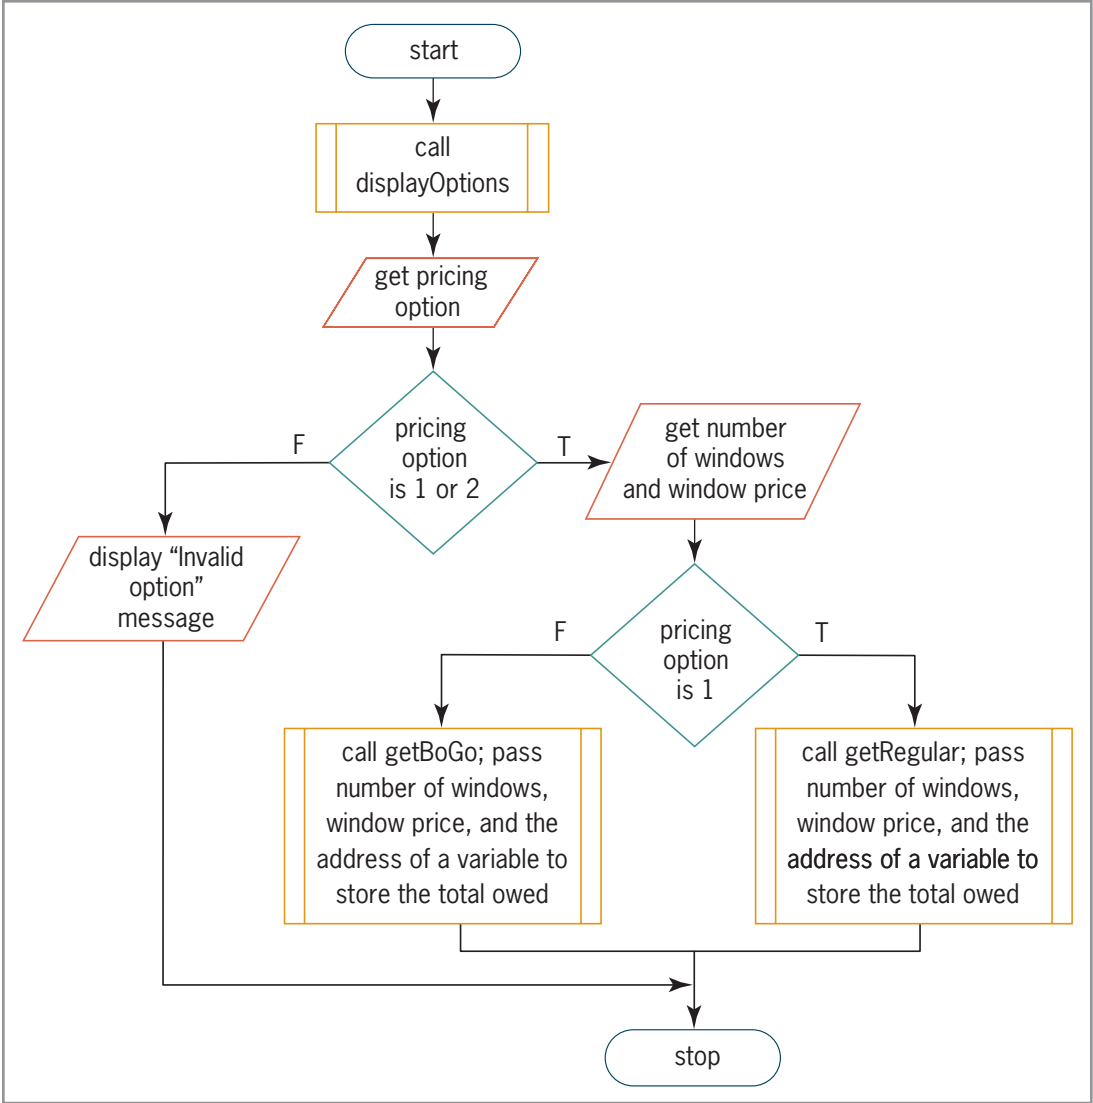 start
call
displayOptions
get pricing
option
F
pricing
option
is 1 or 2
T
get number
of windows
and window price
display “Invalid
option”
message
F
pricing
option
is 1
T
call getBoGo; pass
number of windows,
window price, and the
address of a variable to
store the total owed
call getRegular; pass
number of windows,
window price, and the
address of a variable to
store the total owed
stop